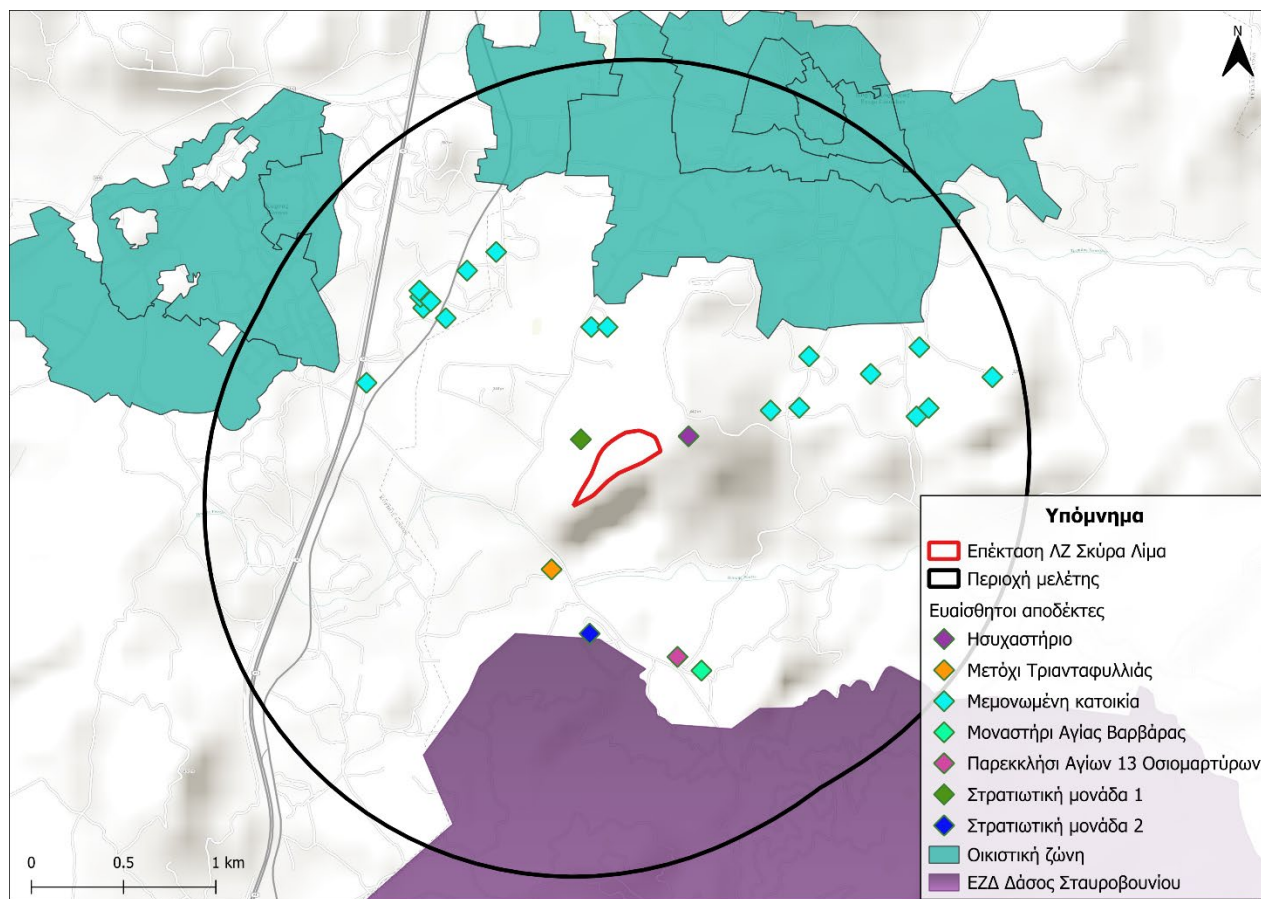 N
Υπόμνημα
Επέκταση ΛΖ Σκύρα Λίμα
Περιοχή μελέτης
Ευαίσθητοι αποδέκτες
Ησυχαστήριο
Μετόχι Τριανταφυλλιάς
Μεμονωμένη κατοικία
Μοναστήρι Αγίας Βαρβάρας
Παρεκκλήσι Αγίων 13 Οσιομαρτύρων
Στρατιωτική μονάδα 1
Στρατιωτική μονάδα 2
Οικιστική ζώνη
ΕΖΔ Δάσος Σταυροβουνίου
0 0.5 1 km